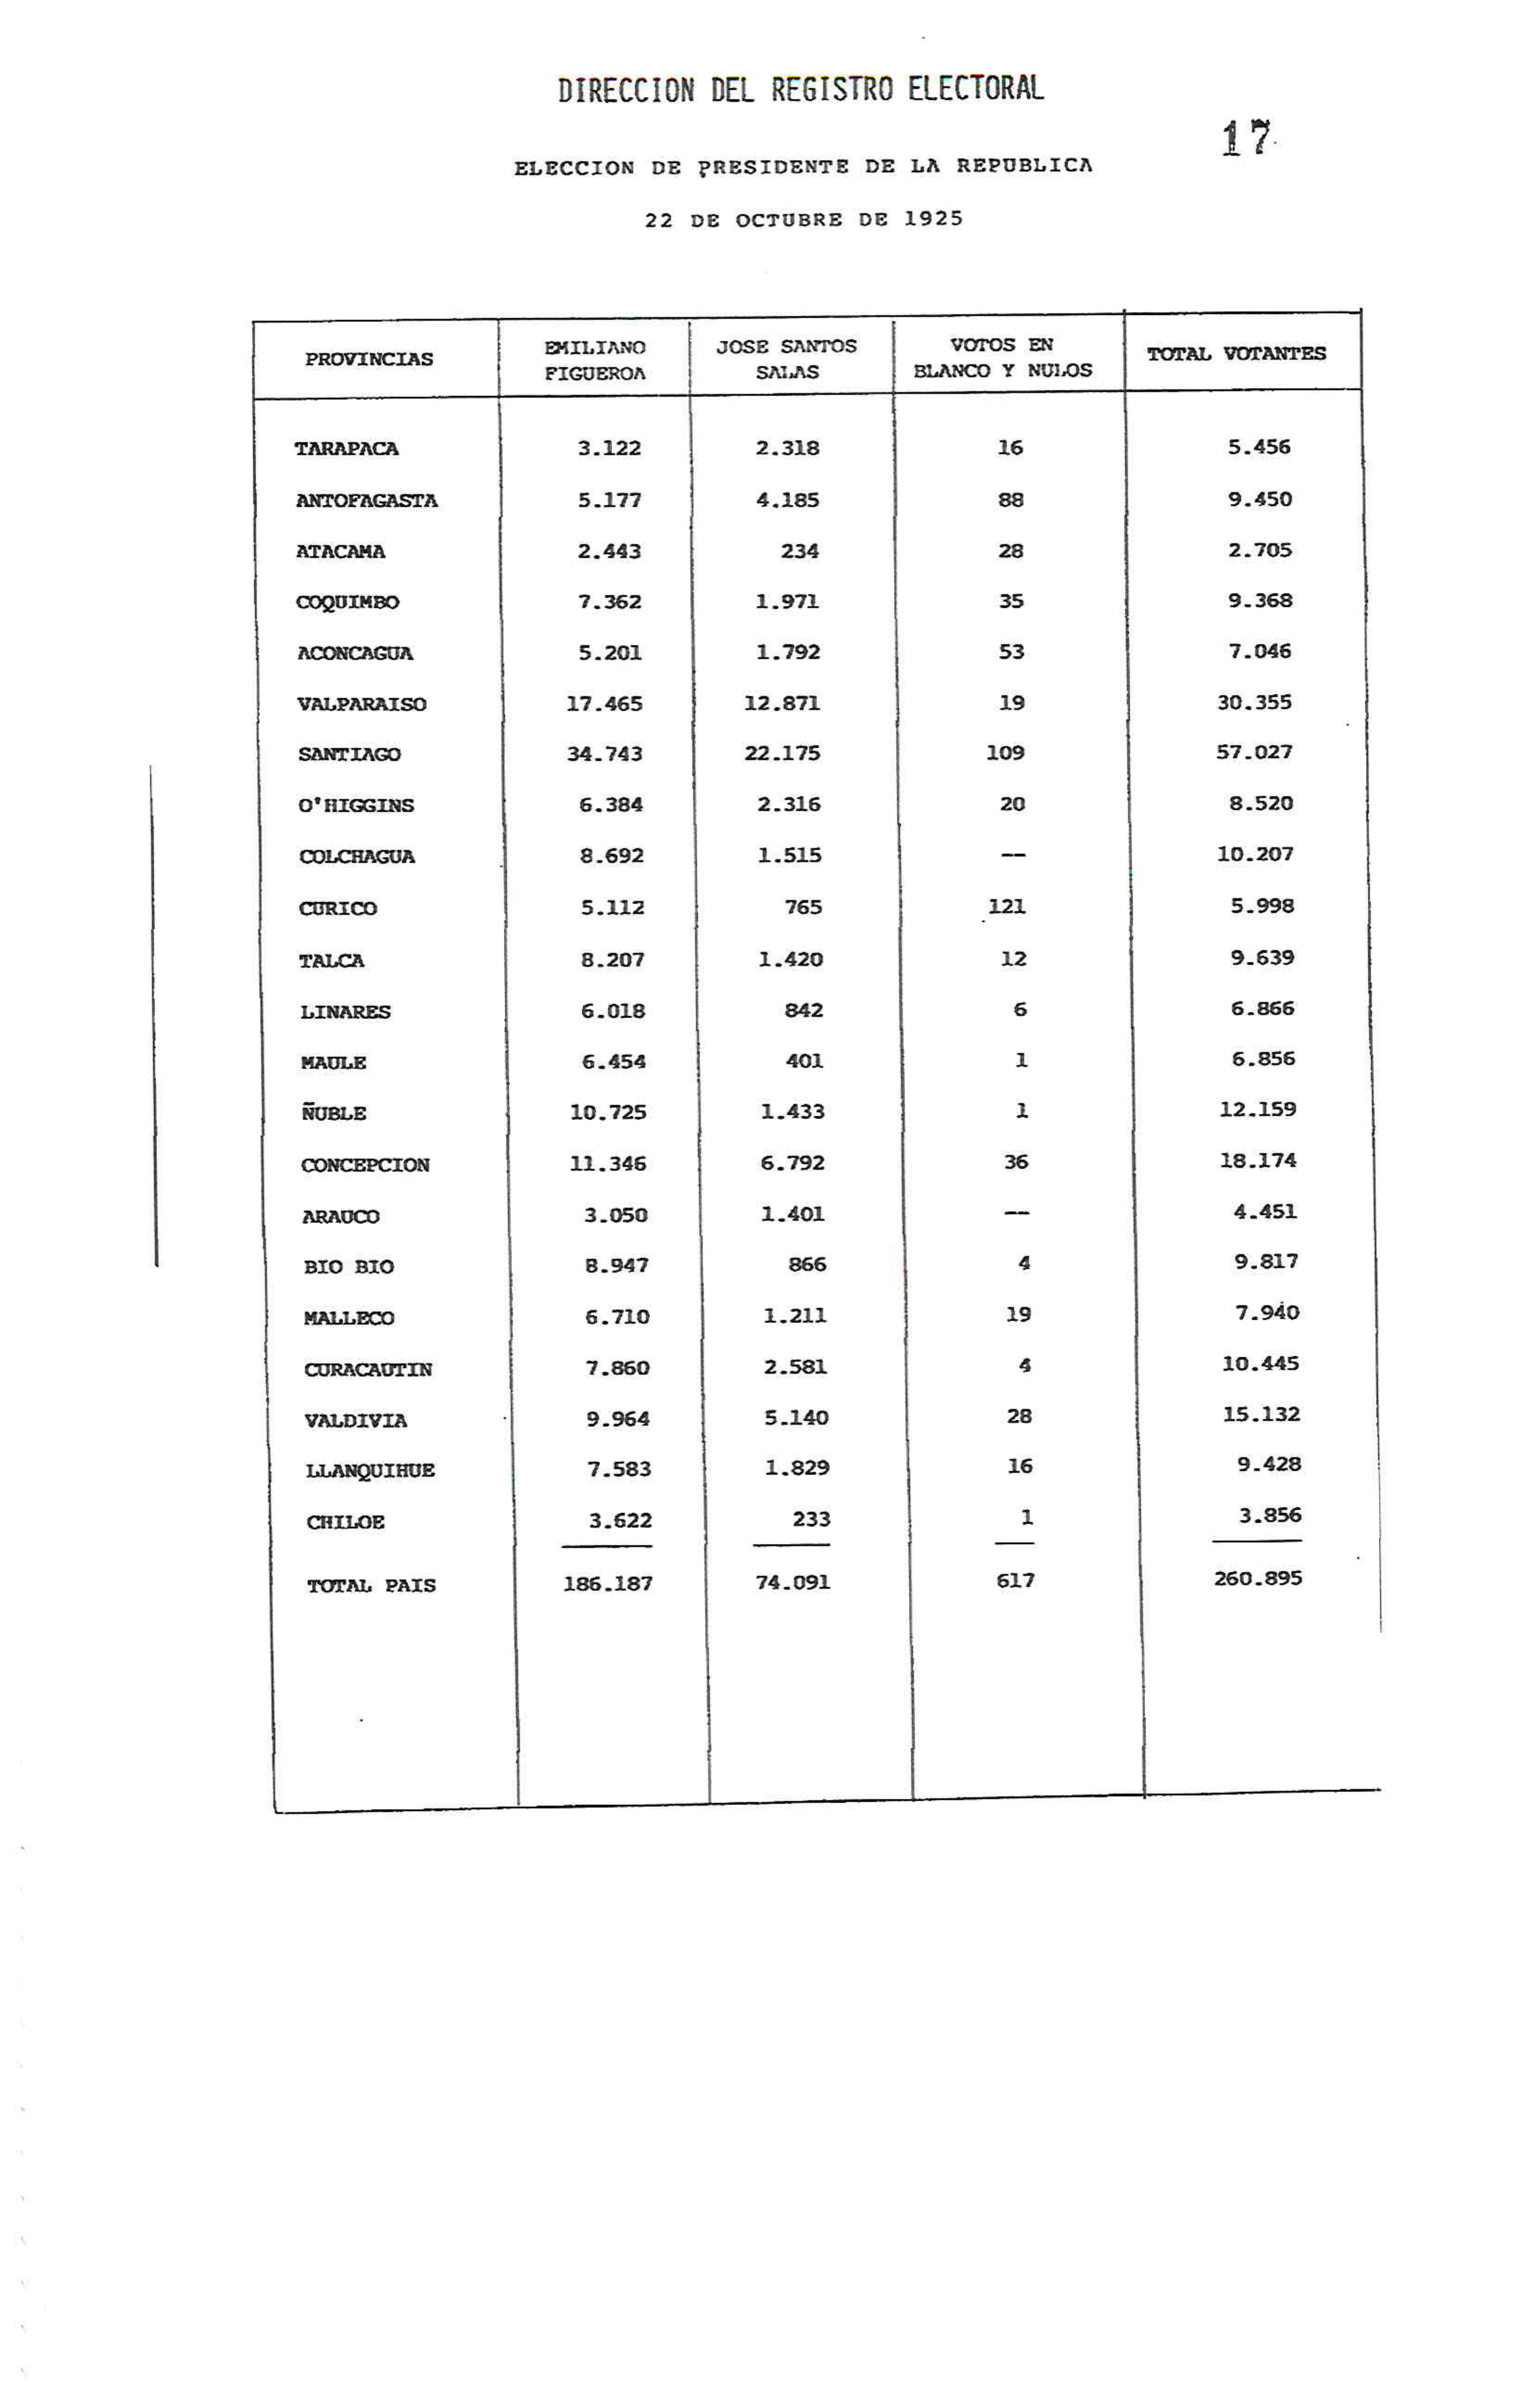 DIRECCION DEL REGISTRO ELECTORAL
17
ELECCION DE PRESIDENTE DE LA REPUBLICA
22 DE OCTUBRE DE 1925
PROVINCIAS EMILIANO FIGUEROA JOSE SANTOS SALAS VOTOS EN BLANCO Y NULOS TOTAL VOTANTES
TARAPACA 3.122 2.318 16 5.456
ANTOFAGASTA 5.177 4.185 88 9.450
ATACAMA 2.443 234 28 2.705
COQUIMBO 7.362 1.971 35 9.368
ACONCAGUA 5.201 1.792 53 7.046
VALPARAISO 17.465 12.871 19 30.355
SANTIAGO 34.743 22.175 109 57.027
O'HIGGINS 6.384 2.316 20 8.520
COLCHAGUA 8.692 1.515 -- 10.207
CURICO 5.112 765 121 5.998
TALCA 8.207 1.420 12 9.639
LINARES 6.018 842 6 6.866
MAULE 6.454 401 1 6.856
ÑUBLE 10.725 1.433 1 12.159
CONCEPCION 11.346 6.792 36 18.174
ARAUCO 3.050 1.401 -- 4.451
BIO BIO 8.947 866 4 9.817
MALLECO 6.710 1.211 19 7.940
CURACAUTIN 7.860 2.581 4 10.445
VALDIVIA 9.964 5.140 28 15.132
LLANQUIHUE 7.583 1.829 16 9.428
CHILOE 3.622 233 1 3.856
TOTAL PAIS 186.187 74.091 617 260.895